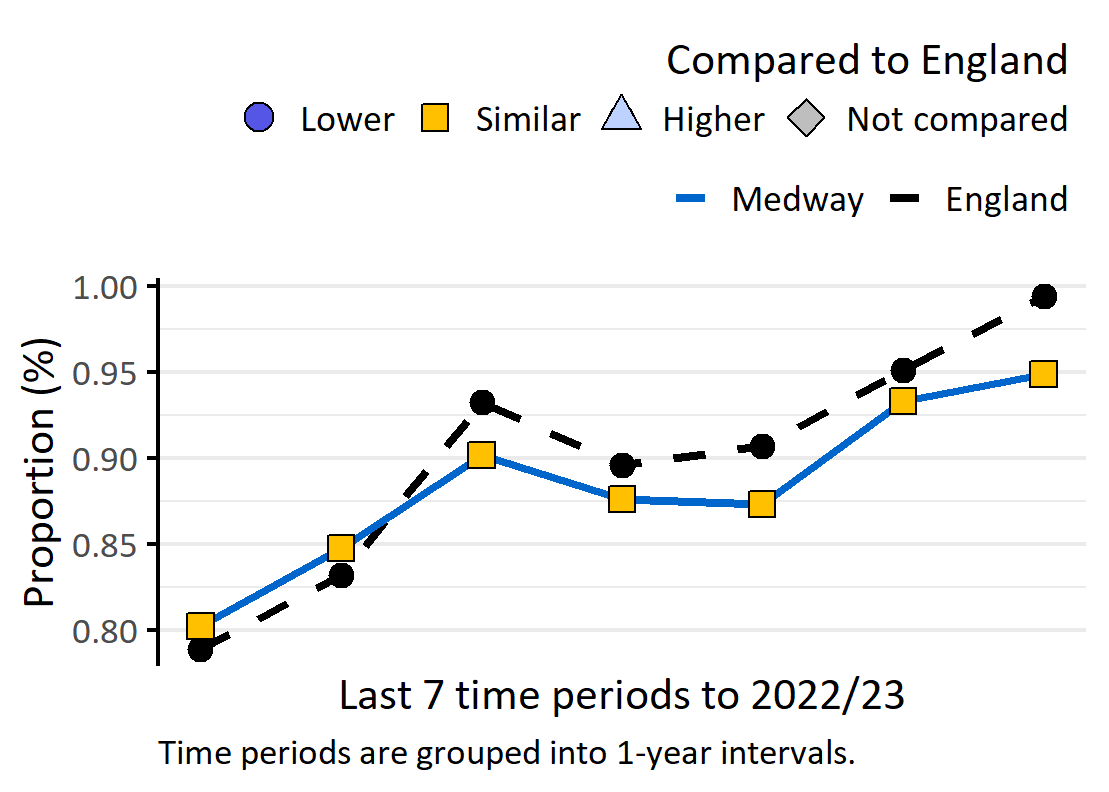 Compared to England
Lower Similar Higher Not compared
Medway England
1.00
0.95
0.90
0.85
0.80
Proportion (%)
Last 7 time periods to 2022/23
Time periods are grouped into 1-year intervals.